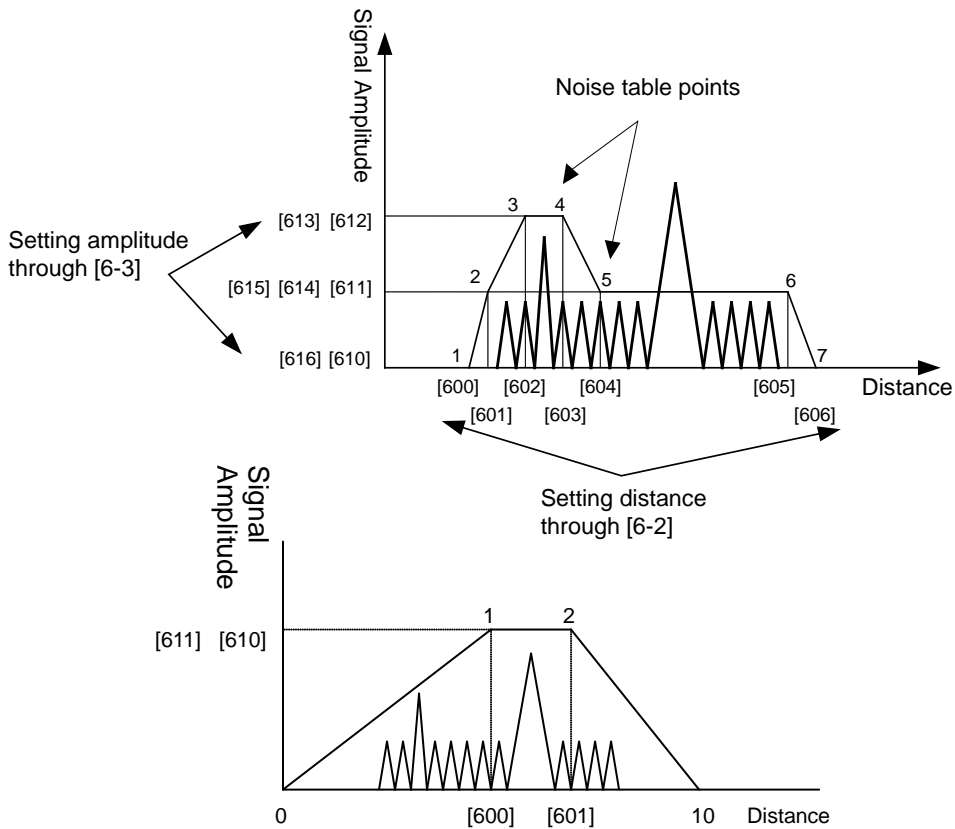 Signal Amplitude
Noise table points
3 4
[613] [612]
Setting amplitude
through [6-3]
2 5 6
[615] [614] [611]
1 7
[616] [610]
[600] [602] [604] [605] Distance
[601] [603] [606]
Setting distance
through [6-2]
Signal
Amplitude
1 2
[611] [610]
0 [600] [601] 10 Distance